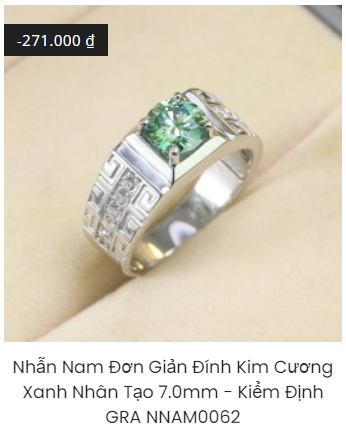 -271.000 ₫
Nhẫn Nam Đơn Giản Đính Kim Cương
Xanh Nhân Tạo 7.0mm - Kiểm Định
GRA NNAM0062